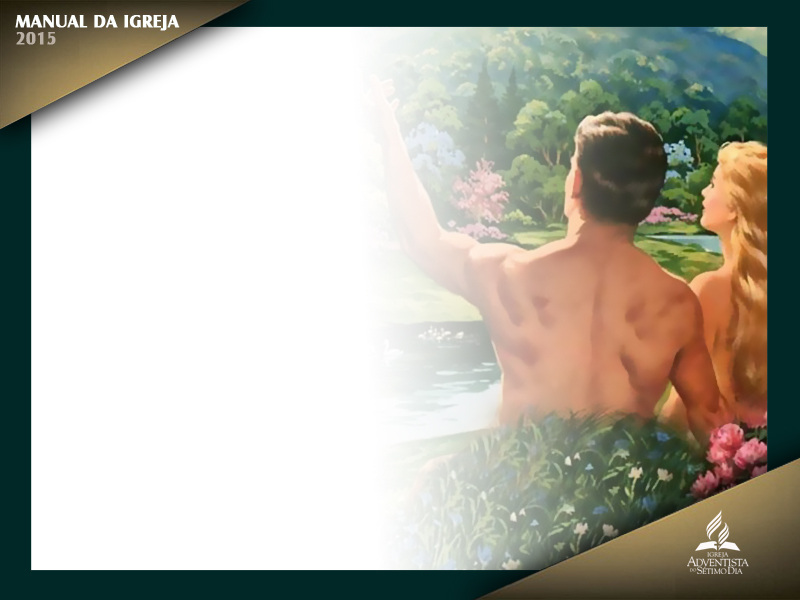 MANUAL DA IGREJA
2015
IGREJA
ADVENTISTA
DO SÉTIMO DIA